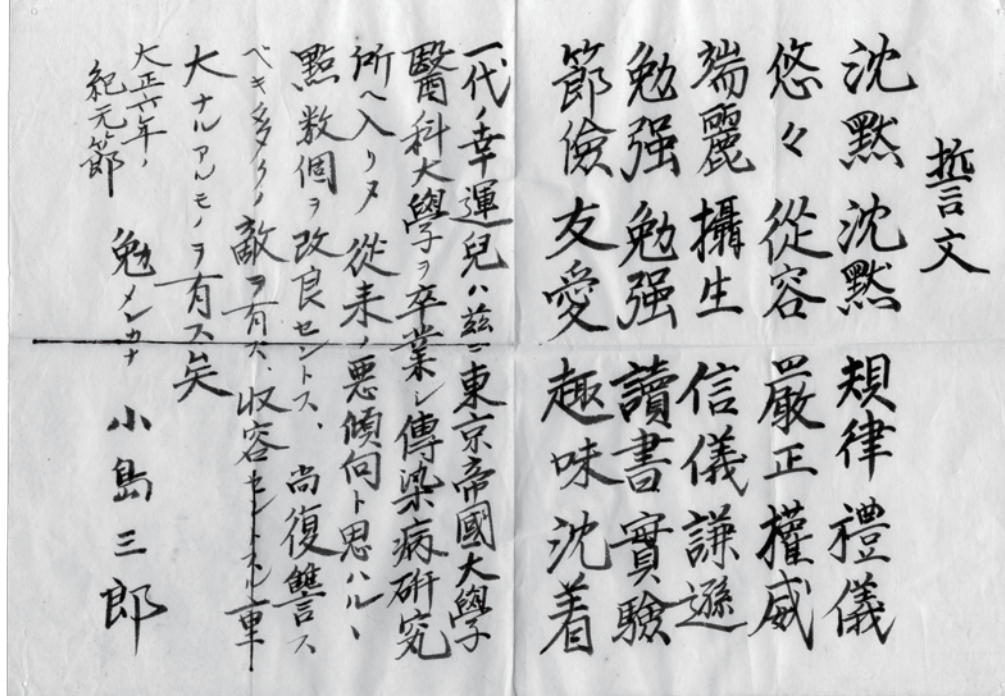 誓言文
沈默 沈默 規律 禮儀
悠々 從容 嚴正 權威
端麗 攝生 信儀 謙遜
勉强 勉强 讀書 實驗
節儉 友愛 趣味 沈着
一代ノ幸運兒ハ茲ニ東京帝國大學
醫科大學ヲ卒業シ傳染病研究
所ヘ入リヌ 從来ノ悪傾向ト思ハルヽ
點数個ヲ改良セントス、尚復讐ス
ベキ多クノ敵ヲ有ス、収容セントスル
大ナルアルモノヲ有ス矣
大正六年ノ
紀元節
勉メンカナ 小島三郎